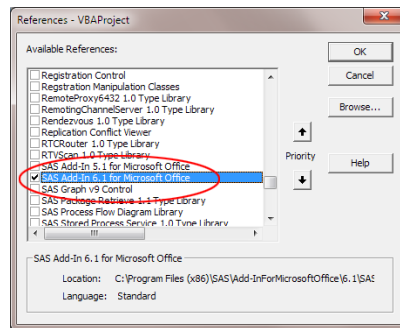 References - VBAProject
Available References:
OK
Registration Control
Cancel
Regstration Manipulation Classes
RemoteProxy6432 1.0 Type Library
RemotingChannelServer 1.0 Type Library
Browse...
Rendezvous 1.0 Type Library
Replication Conflict Viewer
RTCRouter 1.0 Type Library
RTVScan 1.0 Type Library
Priority
SAS Add-In 5.1 for Microsoft Office
Help
SAS Add-In 6.1 for Microsoft Office
SAS Graph v9 Control
SAS Package Retrieve 1.1 Type Library
SAS Process Flow Diagram Library
SAS Stored Process Service 1.0 Type Library
SAS Add-In 6.1 for Microsoft Office
Location: C:\Program Files (x86)\SAS\Add-InForMicrosoftOffice\6.1\SAS
Language: Standard